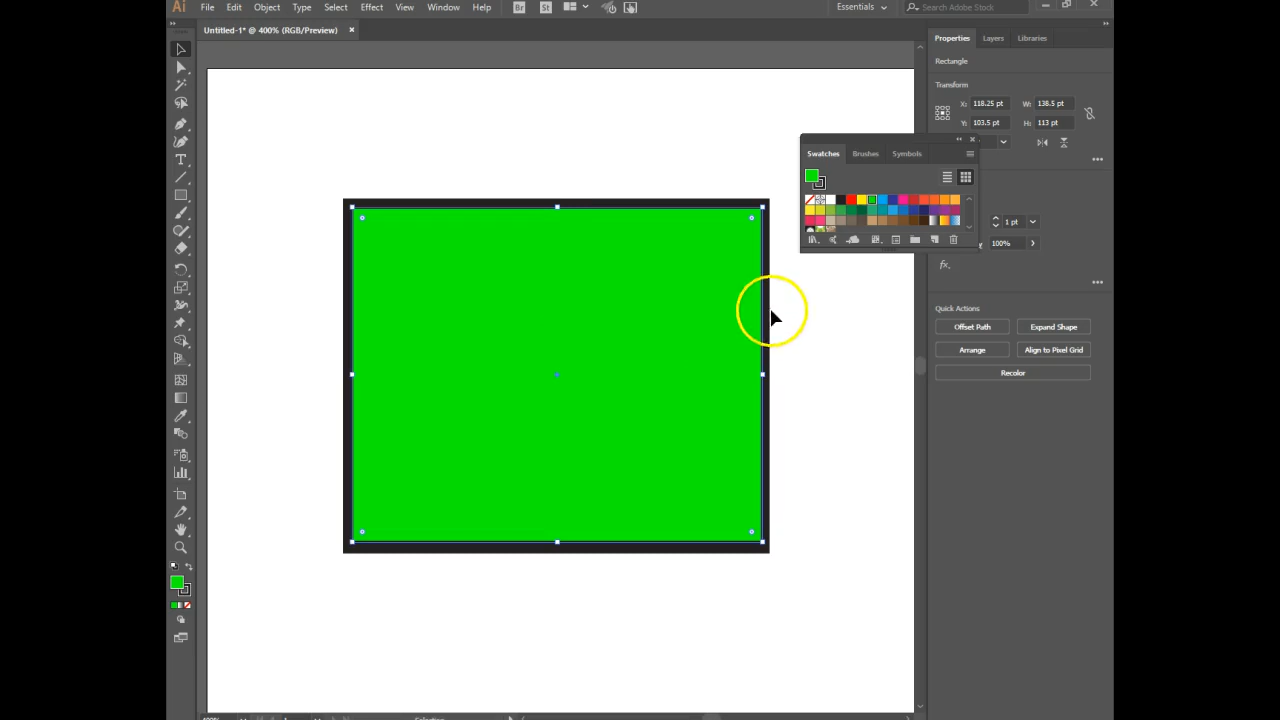 Ai File Edit Object Type Select Effect View Window Help Br St Essentials Search Adobe Stock
Untitled-1* @ 400% (RGB/Preview)
Properties Layers Libraries
Rectangle
Transform
X: 118.25 pt W: 138.5 pt
Y: 103.5 pt H: 113 pt
Swatches Brushes Symbols
1 pt
100%
fx
Quick Actions
Offset Path Expand Shape
Arrange Align to Pixel Grid
Recolor